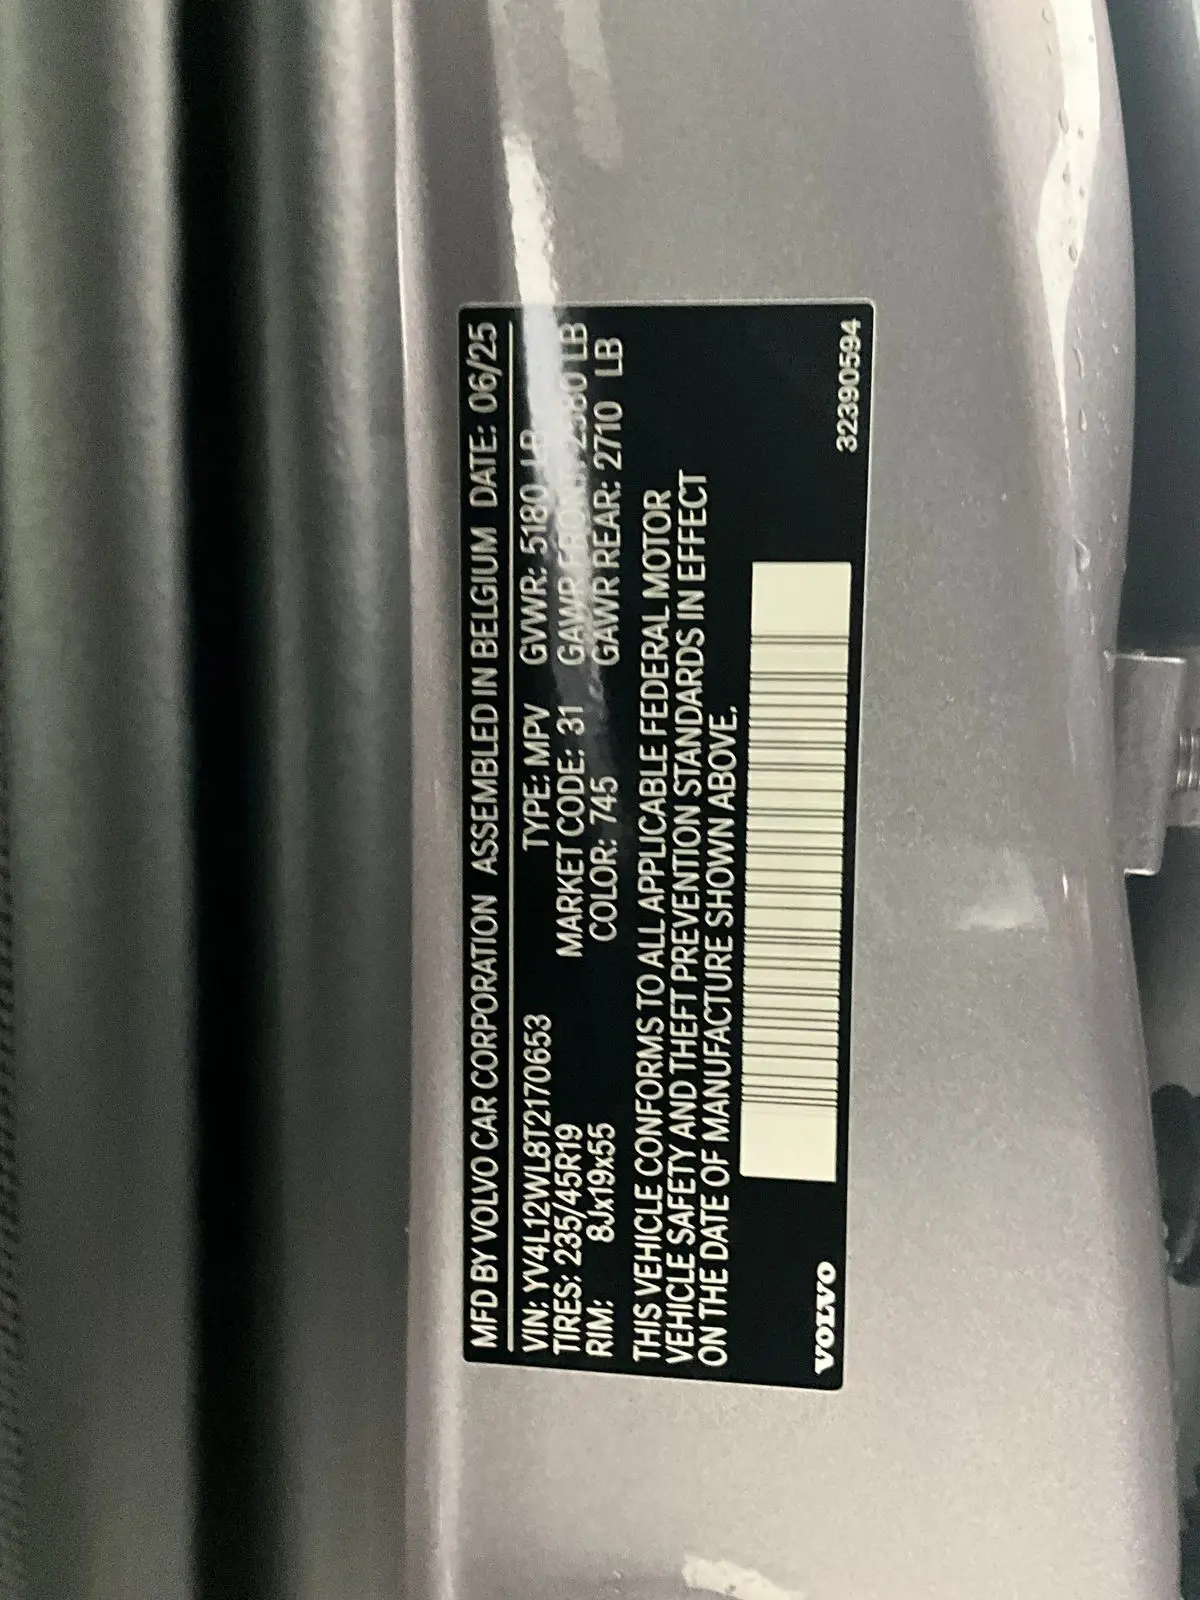 MFD BY VOLVO CAR CORPORATION ASSEMBLED IN BELGIUM DATE: 06/25
VIN: YV4L12WL8T2170653 TYPE: MPV GVWR: 5180 LB
TIRES: 235/45R19 MARKET CODE: 31 GAWR FRONT: LB
RIM: 8Jx19x55 COLOR: 745 GAWR REAR: 2710 LB
THIS VEHICLE CONFORMS TO ALL APPLICABLE FEDERAL MOTOR
VEHICLE SAFETY AND THEFT PREVENTION STANDARDS IN EFFECT
ON THE DATE OF MANUFACTURE SHOWN ABOVE.
VOLVO 32390594